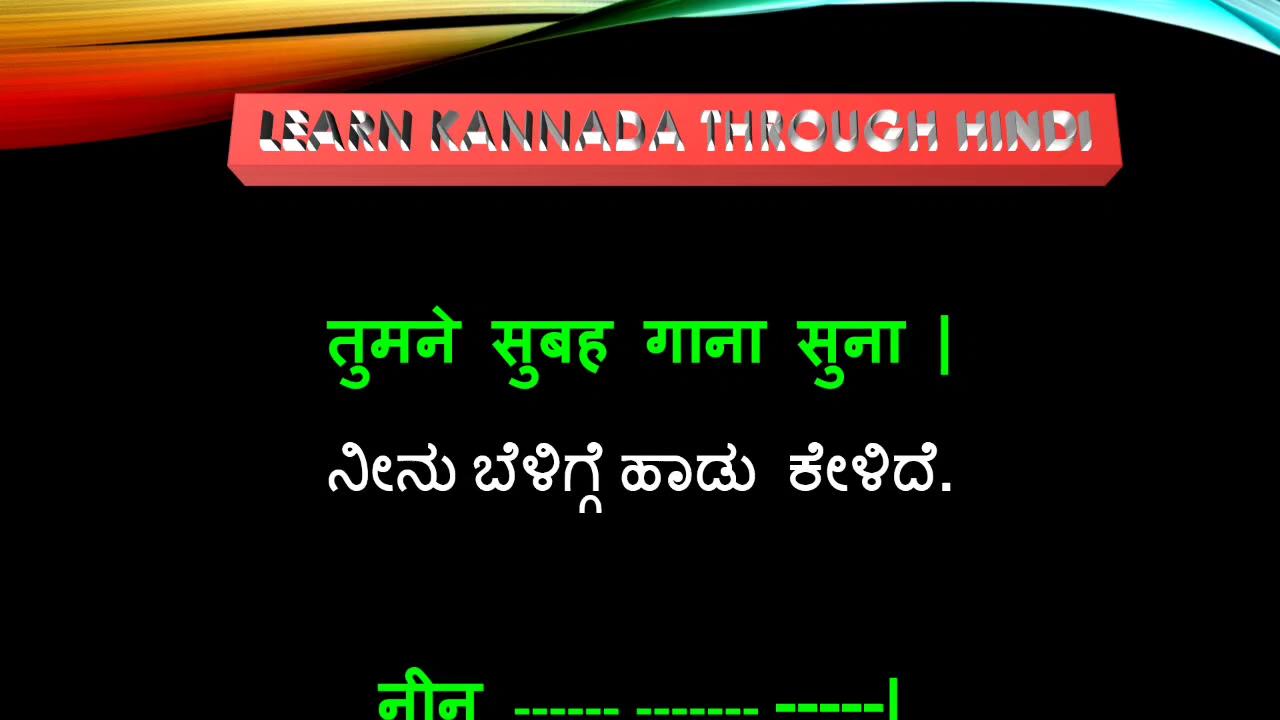 LEARN KANNADA THROUGH HINDI
तुमने सुबह गाना सुना |
ನೀನು ಬೆಳಿಗ್ಗೆ ಹಾಡು ಕೇಳಿದೆ.
------ ------- -----|